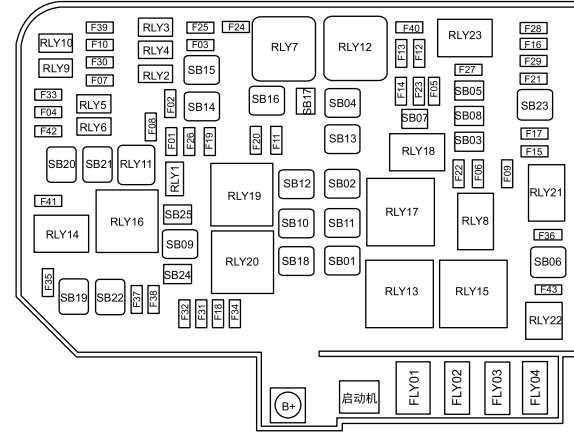 F39
RLY3
F25
F24
F40
F28
RLY10
F10
RLY4
F03
RLY7
RLY12
F13
F12
RLY23
F16
RLY9
F30
RLY2
SB15
F27
F29
F07
F21
F33
F04
F42
RLY5
RLY6
F02
SB14
SB16
SB17
SB04
F14
F23
F05
SB05
SB23
F08
F01
F26
F19
F20
F11
SB13
SB07
SB08
SB03
F17
F15
SB20
SB21
RLY11
RLY18
RLY1
SB12
SB02
F22
F06
F09
RLY21
F41
RLY16
RLY19
RLY17
RLY8
RLY14
SB25
SB10
SB11
F36
SB09
RLY20
SB18
SB01
SB06
F35
SB24
RLY13
RLY15
F43
SB19
SB22
F37
F38
F32
F31
F18
F34
RLY22
B+
启动机
FLY01
FLY02
FLY03
FLY04